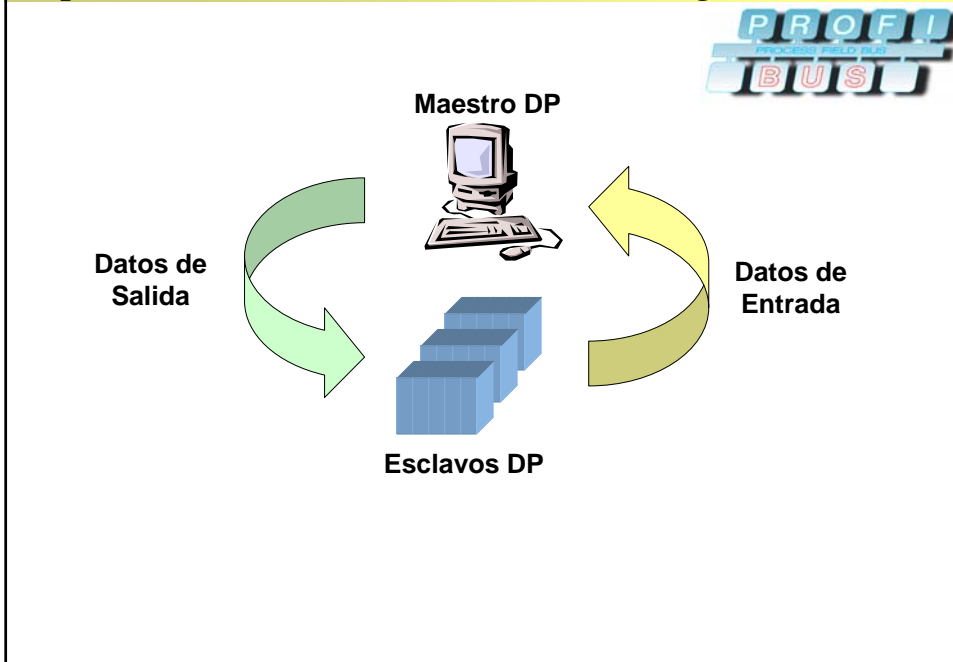 PROFI
PROCESS FIELD BUS
BUS
Maestro DP
Datos de
Salida
Datos de
Entrada
Esclavos DP